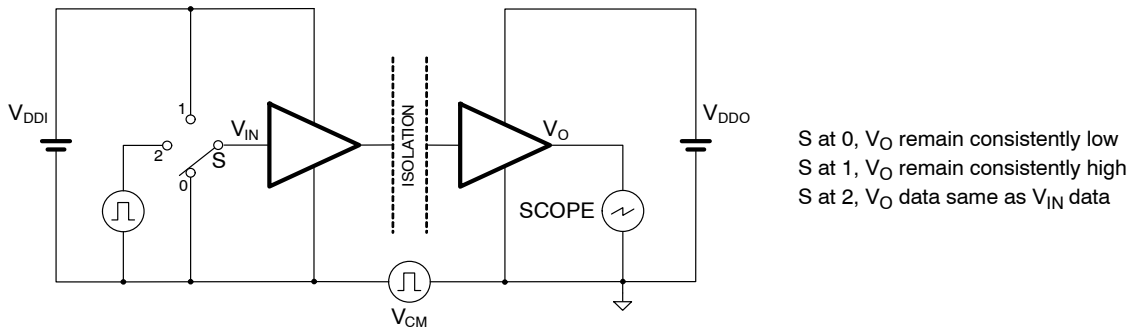 V_DDI
1
2
0
S
V_IN
ISOLATION
V_O
SCOPE
V_CM
V_DDO
S at 0, V_O remain consistently low
S at 1, V_O remain consistently high
S at 2, V_O data same as V_IN data